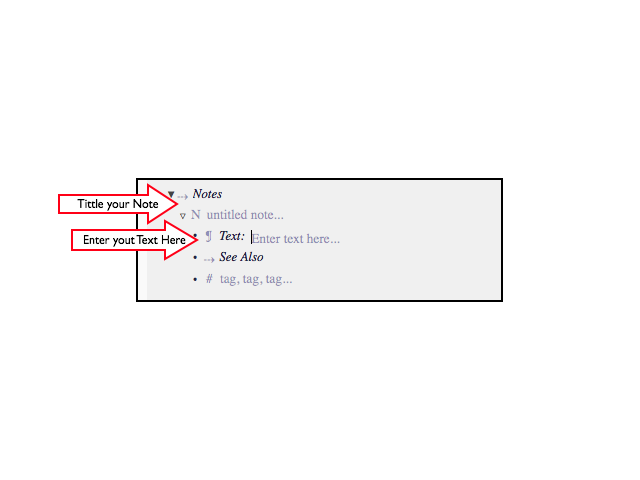 Tittle your Note
▼⇢ Notes
▿ N untitled note...
Enter yout Text Here
• ¶ Text: Enter text here...
• ⇢ See Also
• # tag, tag, tag...